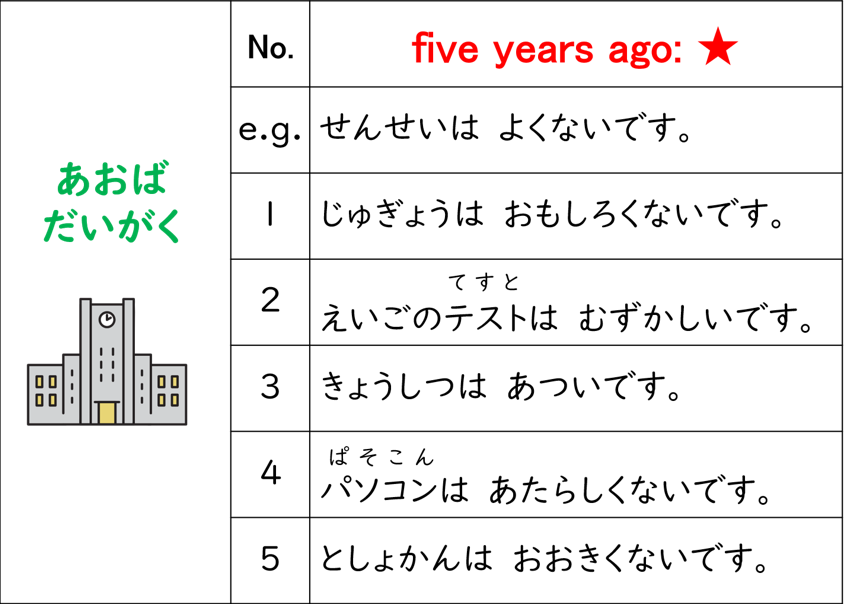 あおば
だいがく
No. five years ago: ★
e.g. せんせいは よくないです。
1 じゅぎょうは おもしろくないです。
てすと
2 えいごのテストは むずかしいです。
3 きょうしつは あついです。
ぱそこん
4 パソコンは あたらしくないです。
5 としょかんは おおきくないです。